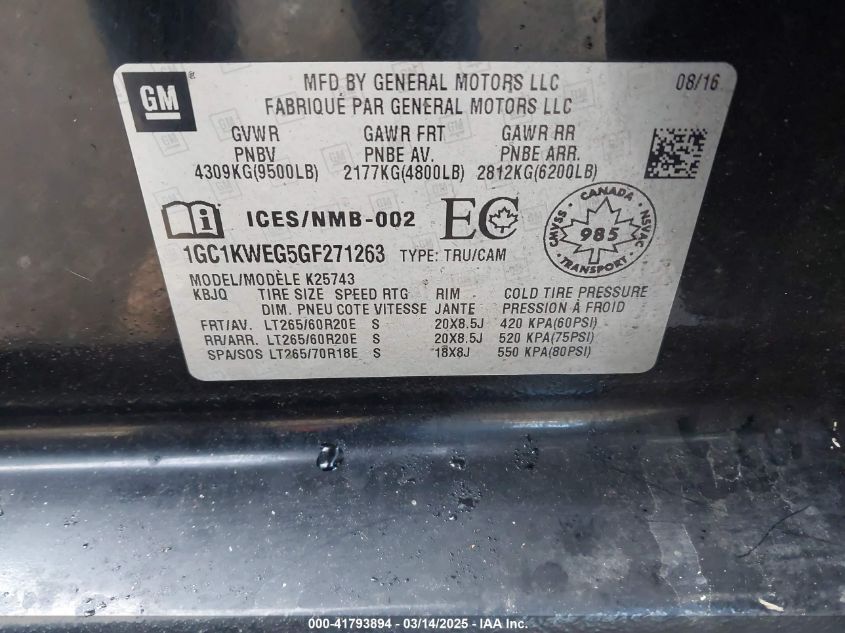 GM
MFD BY GENERAL MOTORS LLC 08/16
FABRIQUÉ PAR GENERAL MOTORS LLC
GVWR GAWR FRT GAWR RR
PNBV PNBE AV. PNBE ARR.
4309KG(9500LB) 2177KG(4800LB) 2812KG(6200LB)
i ICES/NMB-002 EC
CANADA CMVSS NSVAC 985 TRANSPORT
1GC1KWEG5GF271263 TYPE: TRU/CAM
MODEL/MODÈLE K25743
KBJQ TIRE SIZE SPEED RTG RIM COLD TIRE PRESSURE
DIM. PNEU COTE VITESSE JANTE PRESSION À FROID
FRT/AV. LT265/60R20E S 20X8.5J 420 KPA(60PSI)
RR/ARR. LT265/60R20E S 20X8.5J 520 KPA(75PSI)
SPA/SOS LT265/70R18E S 18X8J 550 KPA(80PSI)
000-41793894 - 03/14/2025 - IAA Inc.